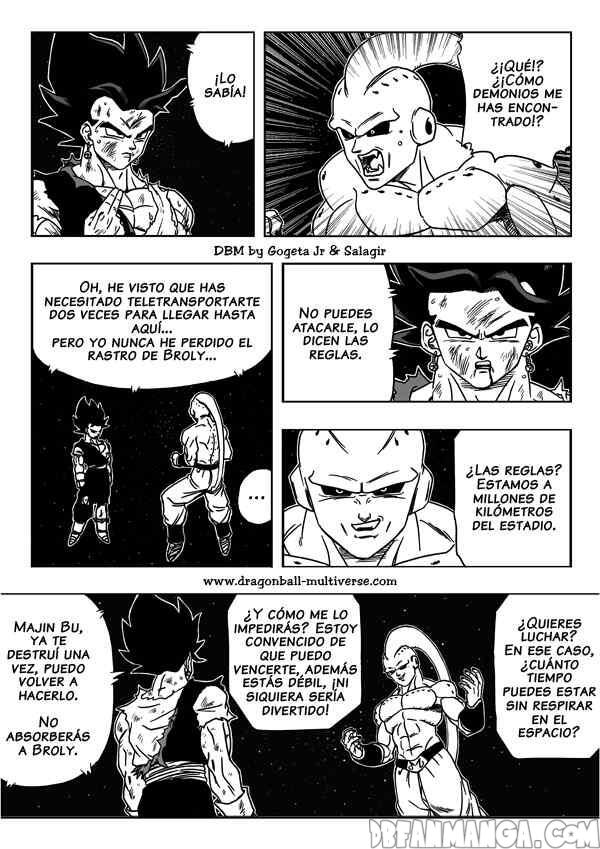 ¡LO
SABÍA!
¿¡QUÉ!?
¿¡CÓMO
DEMONIOS ME
HAS ENCON-
TRADO!?
DBM by Gogeta Jr & Salagir
OH, HE VISTO QUE HAS
NECESITADO TELETRANSPORTARTE
DOS VECES PARA LLEGAR HASTA
AQUÍ...
PERO YO NUNCA HE PERDIDO EL
RASTRO DE BROLY...
...
NO PUEDES
ATACARLE, LO
DICEN LAS
REGLAS.
¿LAS REGLAS?
ESTAMOS A
MILLONES DE
KILÓMETROS
DEL ESTADIO.
www.dragonball-multiverse.com
MAJIN BU,
YA TE
DESTRUÍ UNA
VEZ, PUEDO
VOLVER A
HACERLO.
NO
ABSORBERÁS
A BROLY.
¿Y CÓMO ME LO
IMPEDIRÁS? ESTOY
CONVENCIDO DE
QUE PUEDO
VENCERTE, ADEMÁS
ESTÁS DÉBIL, ¡NI
SIQUIERA SERÍA
DIVERTIDO!
¿QUIERES
LUCHAR?
EN ESE CASO,
¿CUÁNTO
TIEMPO
PUEDES ESTAR
SIN RESPIRAR
EN EL
ESPACIO?
DBFANMANGA.COM